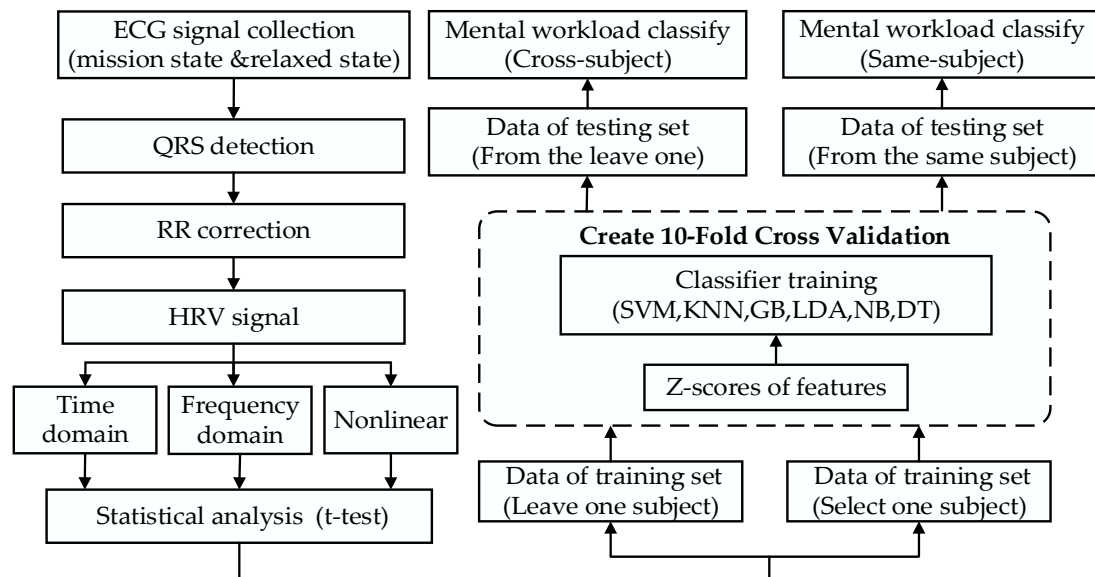 ECG signal collection
(mission state &relaxed state)
QRS detection
RR correction
HRV signal
Time
domain
Frequency
domain
Nonlinear
Statistical analysis (t-test)
Mental workload classify
(Cross-subject)
Mental workload classify
(Same-subject)
Data of testing set
(From the leave one)
Data of testing set
(From the same subject)
Create 10-Fold Cross Validation
Classifier training
(SVM,KNN,GB,LDA,NB,DT)
Z-scores of features
Data of training set
(Leave one subject)
Data of training set
(Select one subject)